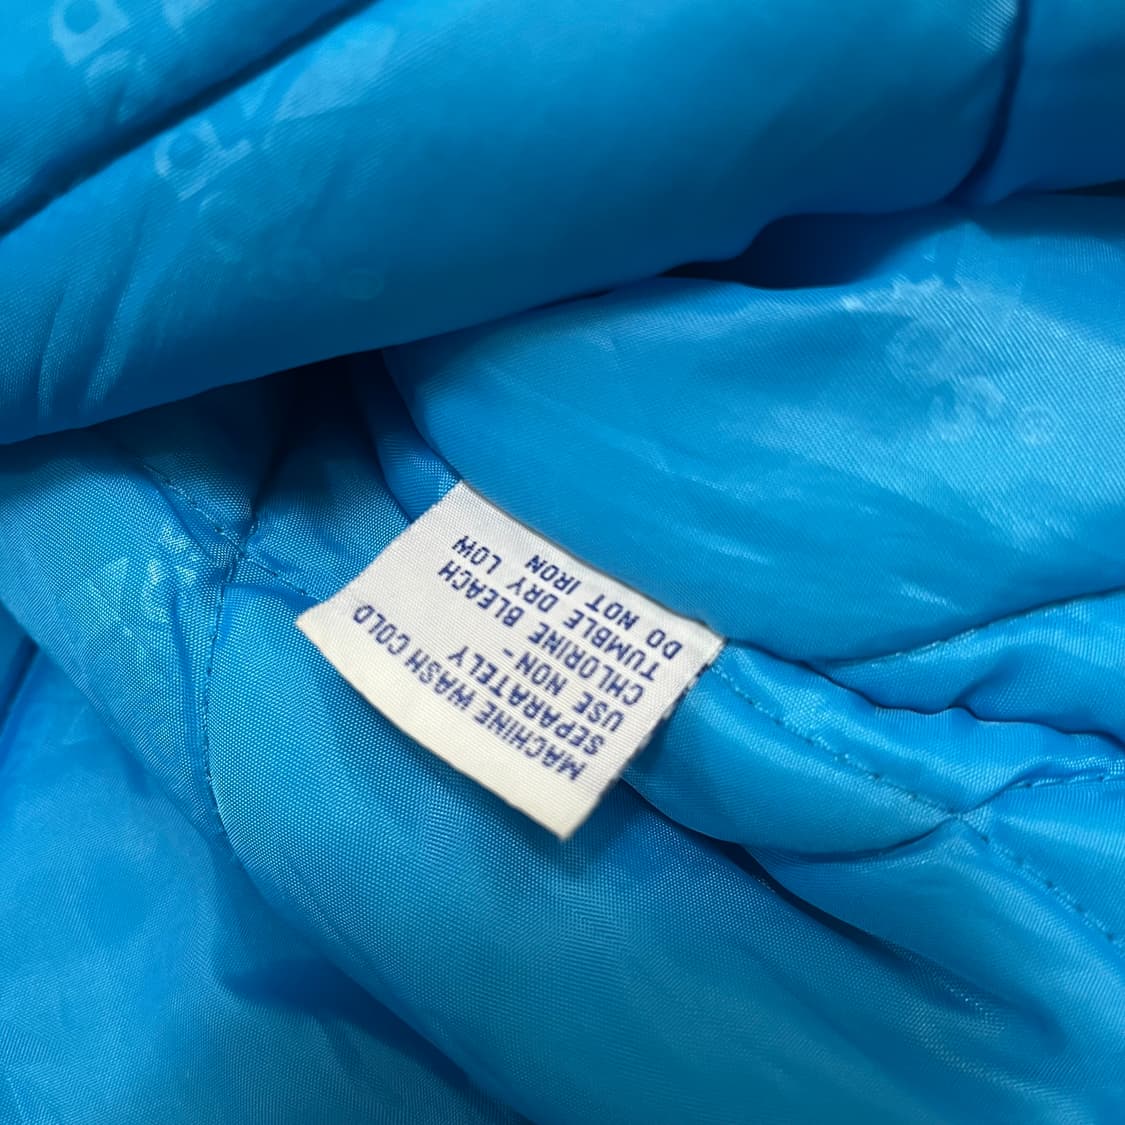 MACHINE WASH COLD
SEPARATELY
USE NON-
CHLORINE BLEACH
TUMBLE DRY LOW
DO NOT IRON